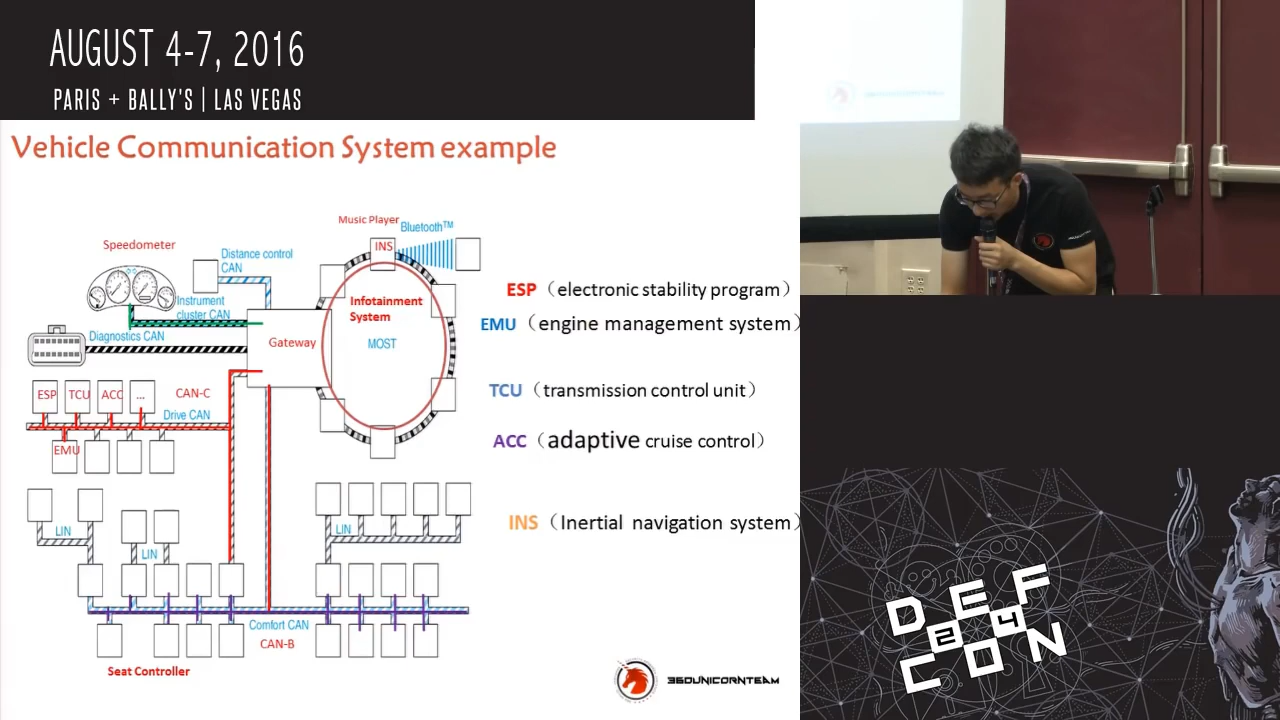 AUGUST 4-7, 2016
PARIS + BALLY'S | LAS VEGAS
Vehicle Communication System example
Music Player
Bluetooth™
Speedometer
INS
Distance control
CAN
Instrument
cluster CAN
Infotainment
System
Diagnostics CAN
Gateway
MOST
ESP（electronic stability program）
EMU（engine management system）
TCU（transmission control unit）
ACC（adaptive cruise control）
INS（Inertial navigation system）
ESP
TCU
ACC
...
CAN-C
Drive CAN
EMU
LIN
LIN
LIN
Comfort CAN
CAN-B
Seat Controller
360UNICORNTEAM
DEF
24
CON